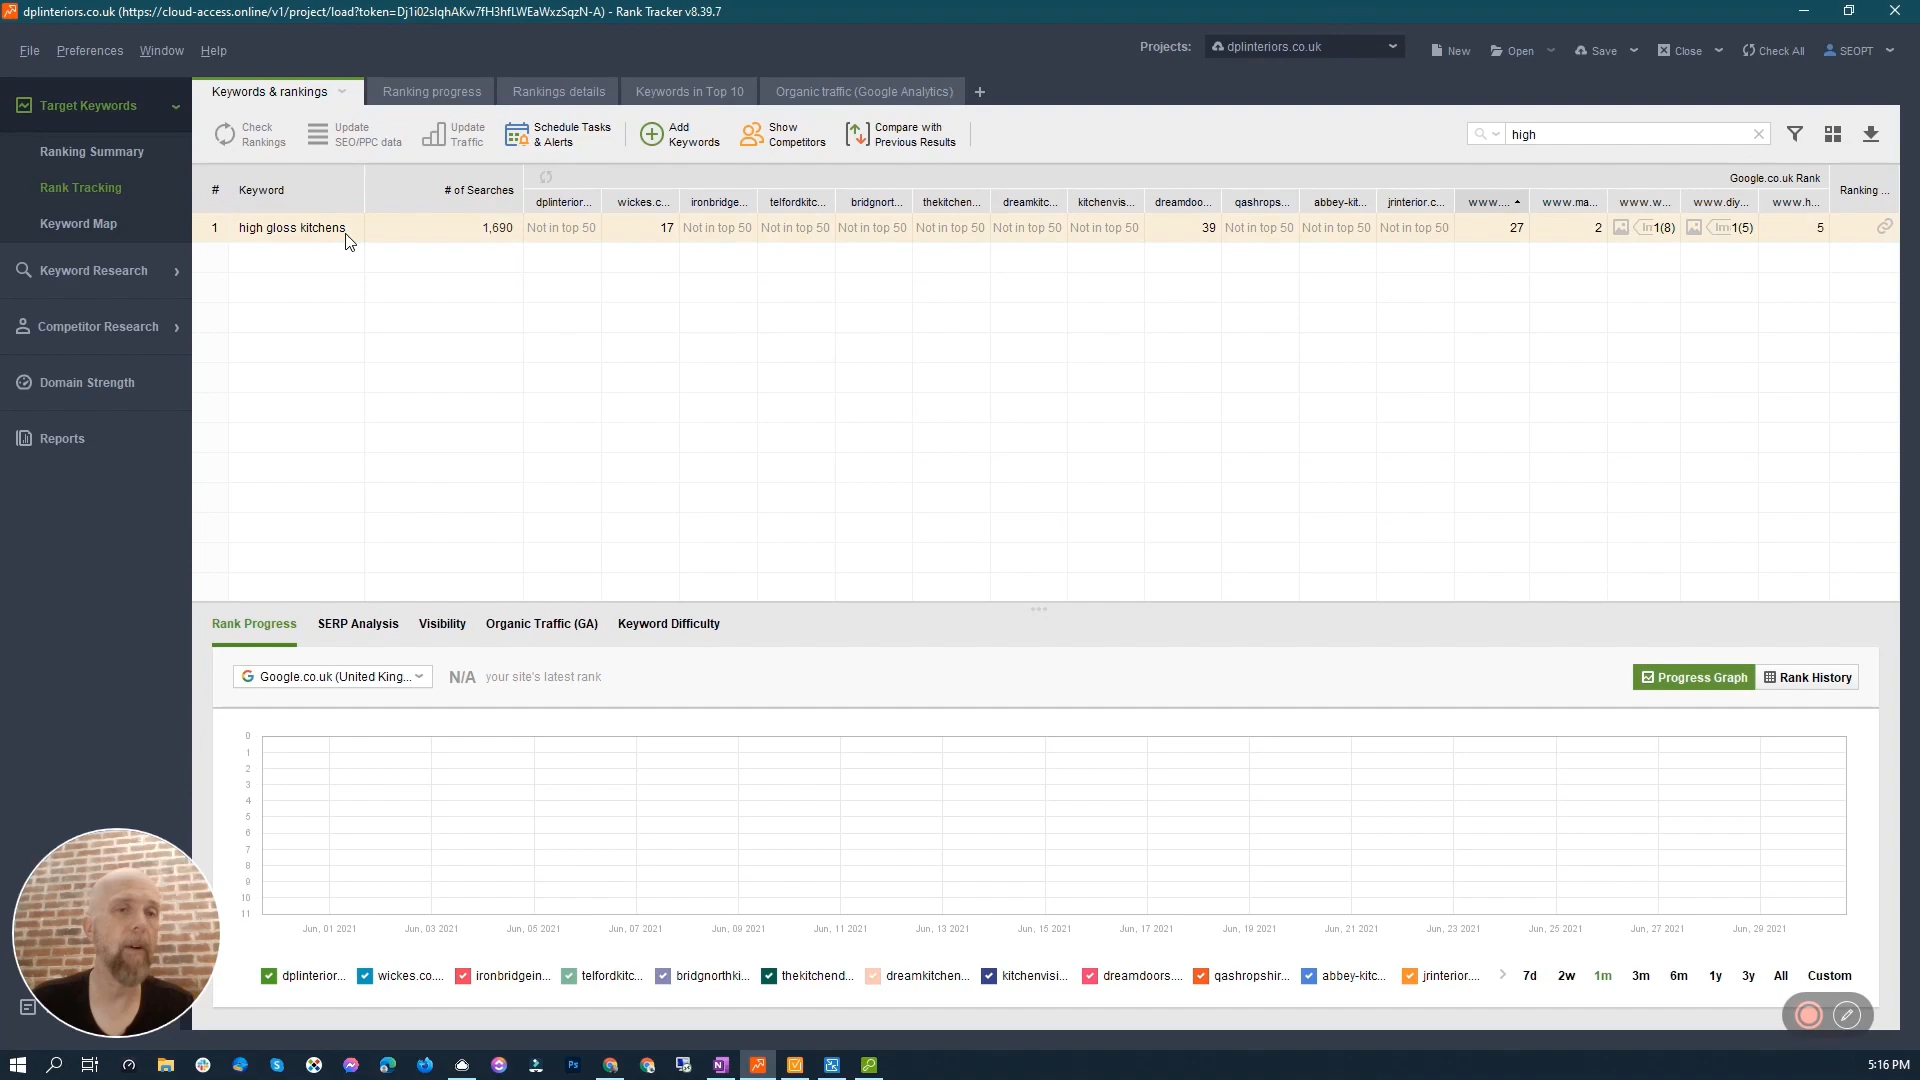 dplinteriors.co.uk (https://cloud-access.online/v1/project/load?token=Dj1i02slqhAKw7fH3hfLWEaWxzSqzN-A) - Rank Tracker v8.39.7
File Preferences Window Help
Projects: dplinteriors.co.uk New Open Save Close Check All SEOPT
Target Keywords
Ranking Summary
Rank Tracking
Keyword Map
Keyword Research
Competitor Research
Domain Strength
Reports
Keywords & rankings Ranking progress Rankings details Keywords in Top 10 Organic traffic (Google Analytics) +
Check Rankings
Update SEO/PPC data
Update Traffic
Schedule Tasks & Alerts
Add Keywords
Show Competitors
Compare with Previous Results
high
# Keyword # of Searches Google.co.uk Rank Ranking ...
dplinterior... wickes.c... ironbridge... telfordkitc... bridgnort... thekitchen... dreamkitc... kitchenvis... dreamdoo... qashrops... abbey-kit... jrinterior.c... www.... www.ma... www.w... www.diy... www.h...
1 high gloss kitchens 1,690 Not in top 50 17 Not in top 50 Not in top 50 Not in top 50 Not in top 50 Not in top 50 Not in top 50 39 Not in top 50 Not in top 50 Not in top 50 27 2 Im 1(8) Im 1(5) 5
Rank Progress SERP Analysis Visibility Organic Traffic (GA) Keyword Difficulty
Google.co.uk (United King... N/A your site's latest rank Progress Graph Rank History
0
1
2
3
4
5
6
7
8
9
10
11
Jun, 01 2021 Jun, 03 2021 Jun, 05 2021 Jun, 07 2021 Jun, 09 2021 Jun, 11 2021 Jun, 13 2021 Jun, 15 2021 Jun, 17 2021 Jun, 19 2021 Jun, 21 2021 Jun, 23 2021 Jun, 25 2021 Jun, 27 2021 Jun, 29 2021
dplinterior... wickes.co.... ironbridgein... telfordkitc... bridgnorthki... thekitchend... dreamkitchen... kitchenvisi... dreamdoors.... qashropshir... abbey-kitc... jrinterior.... 7d 2w 1m 3m 6m 1y 3y All Custom
Ps
N
5:16 PM